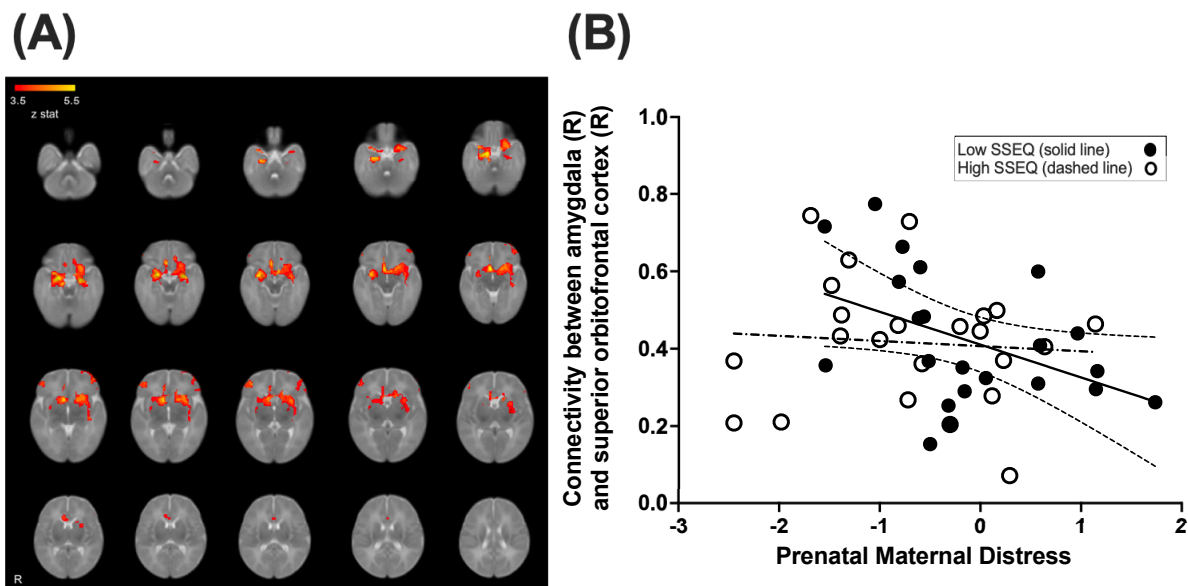 (A)
3.5 5.5
z stat
R
(B)
Connectivity between amygdala (R)
and superior orbitofrontal cortex (R)
1.0
0.8
0.6
0.4
0.2
0.0
Low SSEQ (solid line)
High SSEQ (dashed line)
-3 -2 -1 0 1 2
Prenatal Maternal Distress